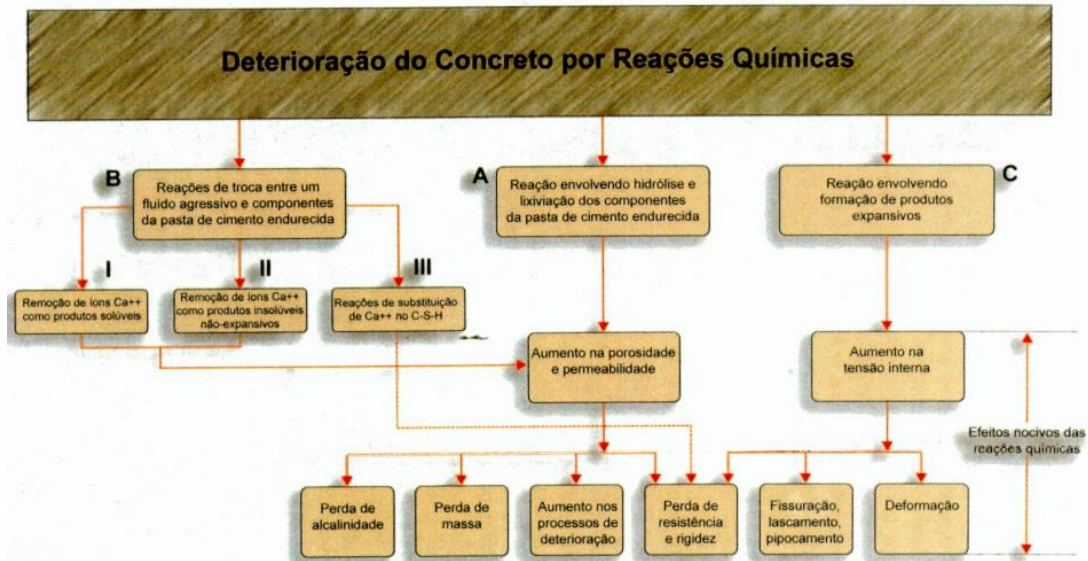 Deterioração do Concreto por Reações Químicas
B
Reações de troca entre um
fluído agressivo e componentes
da pasta de cimento endurecida
A
Reação envolvendo hidrólise e
lixiviação dos componentes
da pasta de cimento endurecida
C
Reação envolvendo
formação de produtos
expansivos
I
Remoção de íons Ca++
como produtos solúveis
II
Remoção de íons Ca++
como produtos insolúveis
não-expansivos
III
Reações de substituição
de Ca++ no C-S-H
Aumento na porosidade
e permeabilidade
Aumento na
tensão interna
Efeitos nocivos das
reações químicas
Perda de
alcalinidade
Perda de
massa
Aumento nos
processos de
deterioração
Perda de
resistência
e rigidez
Fissuração,
lascamento,
pipocamento
Deformação